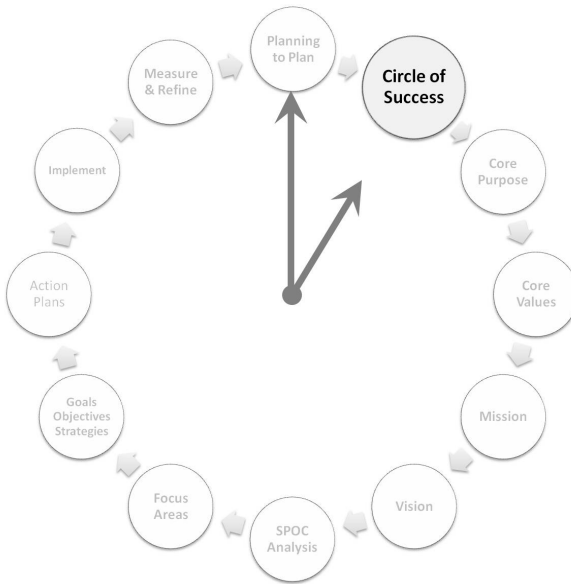 Planning
to Plan
Circle of
Success
Core
Purpose
Core
Values
Mission
Vision
SPOC
Analysis
Focus
Areas
Goals
Objectives
Strategies
Action
Plans
Implement
Measure
& Refine